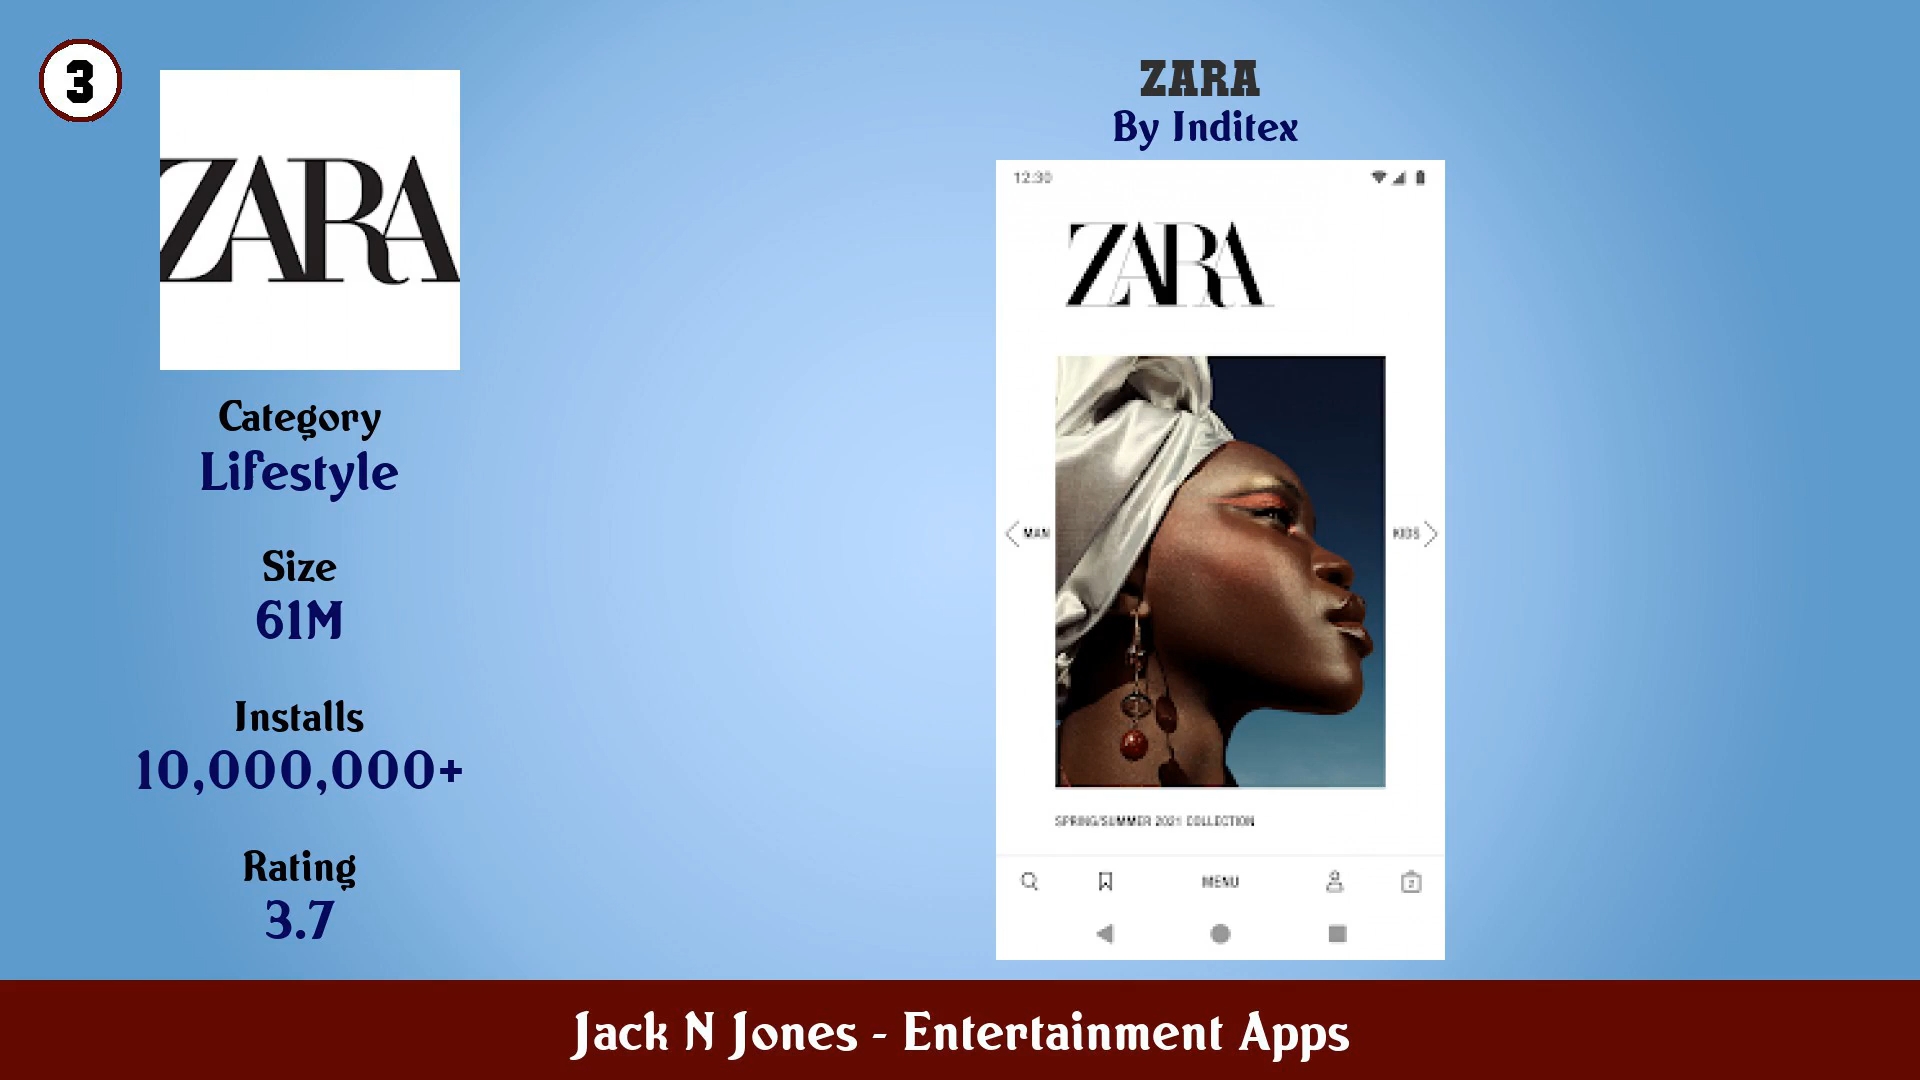 3
ZARA
Category
Lifestyle
Size
61M
Installs
10,000,000+
Rating
3.7
ZARA
By Inditex
12:30
ZARA
MAN
KIDS
SPRING/SUMMER 2021 COLLECTION
MENU
2
Jack N Jones - Entertainment Apps